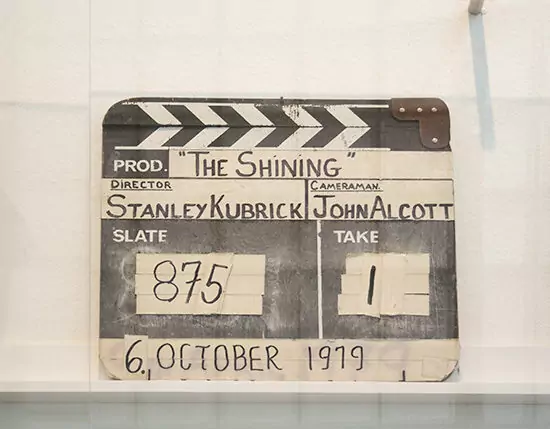 PROD. "THE SHINING"
DIRECTOR CAMERAMAN.
STANLEY KUBRICK JOHN ALCOTT
SLATE TAKE
875 1
6. OCTOBER 1979